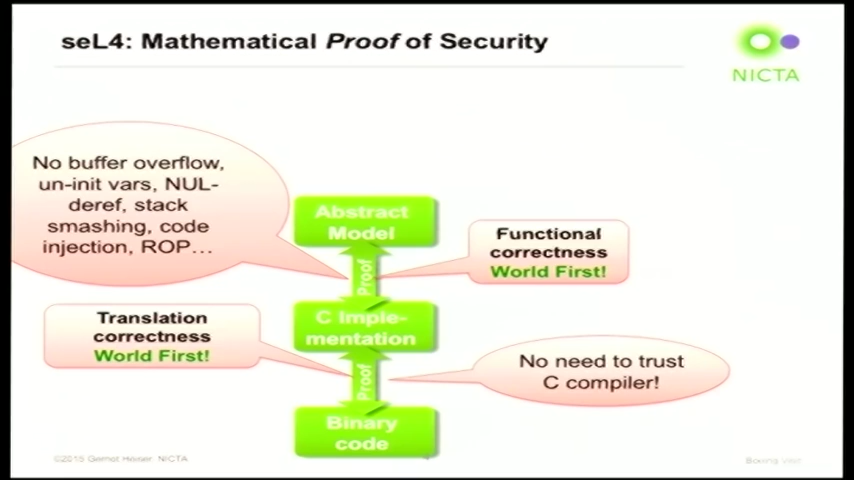 seL4: Mathematical Proof of Security
NICTA
No buffer overflow,
un-init vars, NUL-
deref, stack
smashing, code
injection, ROP…
Abstract
Model
Functional
correctness
World First!
Proof
Translation
correctness
World First!
C Imple-
mentation
No need to trust
C compiler!
Proof
Binary
code
©2015 Gernot Heiser NICTA